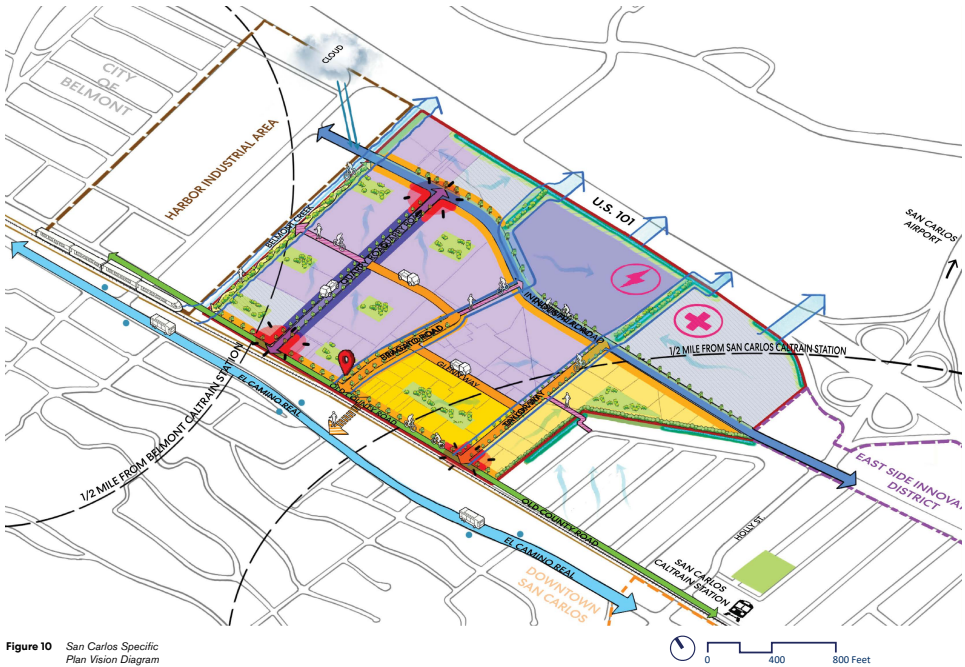 CLOUD
CITY
OF
BELMONT
HARBOR INDUSTRIAL AREA
BELMONT CREEK
U.S. 101
SAN CARLOS
AIRPORT
INDUSTRIAL ROAD
BRAGATO ROAD
GLENN WAY
TAYLOR WAY
OLD COUNTY ROAD
1/2 MILE FROM SAN CARLOS CALTRAIN STATION
1/2 MILE FROM BELMONT CALTRAIN STATION
EL CAMINO REAL
EAST SIDE INNOVA
DISTRICT
OLD COUNTY ROAD
HOLLY ST
EL CAMINO REAL
SAN CARLOS
CALTRAIN STATION
DOWNTOWN
SAN CARLOS
Figure 10 San Carlos Specific
Plan Vision Diagram
0 400 800 Feet